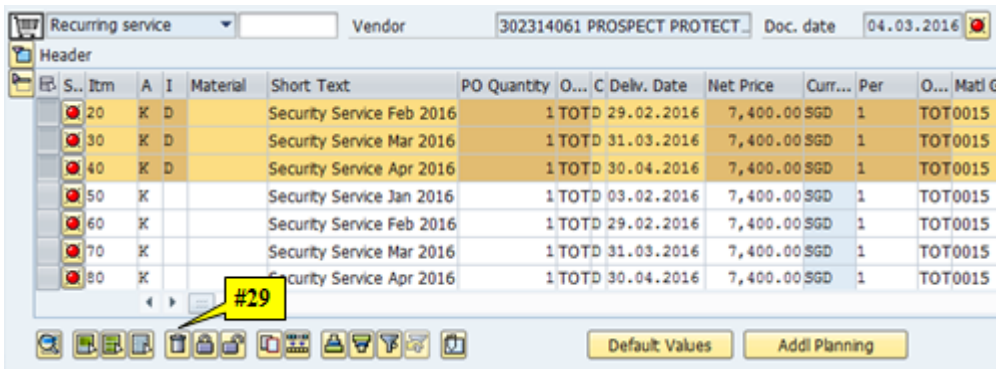 Recurring service Vendor 302314061 PROSPECT PROTECT.. Doc. date 04.03.2016
Header
S.. Itm A I Material Short Text PO Quantity O... C Deliv. Date Net Price Curr... Per O... Matl G
20 K D Security Service Feb 2016 1 TOT D 29.02.2016 7,400.00 SGD 1 TOT 0015
30 K D Security Service Mar 2016 1 TOT D 31.03.2016 7,400.00 SGD 1 TOT 0015
40 K D Security Service Apr 2016 1 TOT D 30.04.2016 7,400.00 SGD 1 TOT 0015
50 K Security Service Jan 2016 1 TOT D 03.02.2016 7,400.00 SGD 1 TOT 0015
60 K Security Service Feb 2016 1 TOT D 29.02.2016 7,400.00 SGD 1 TOT 0015
70 K Security Service Mar 2016 1 TOT D 31.03.2016 7,400.00 SGD 1 TOT 0015
80 K Security Service Apr 2016 1 TOT D 30.04.2016 7,400.00 SGD 1 TOT 0015
#29
Default Values Addl Planning